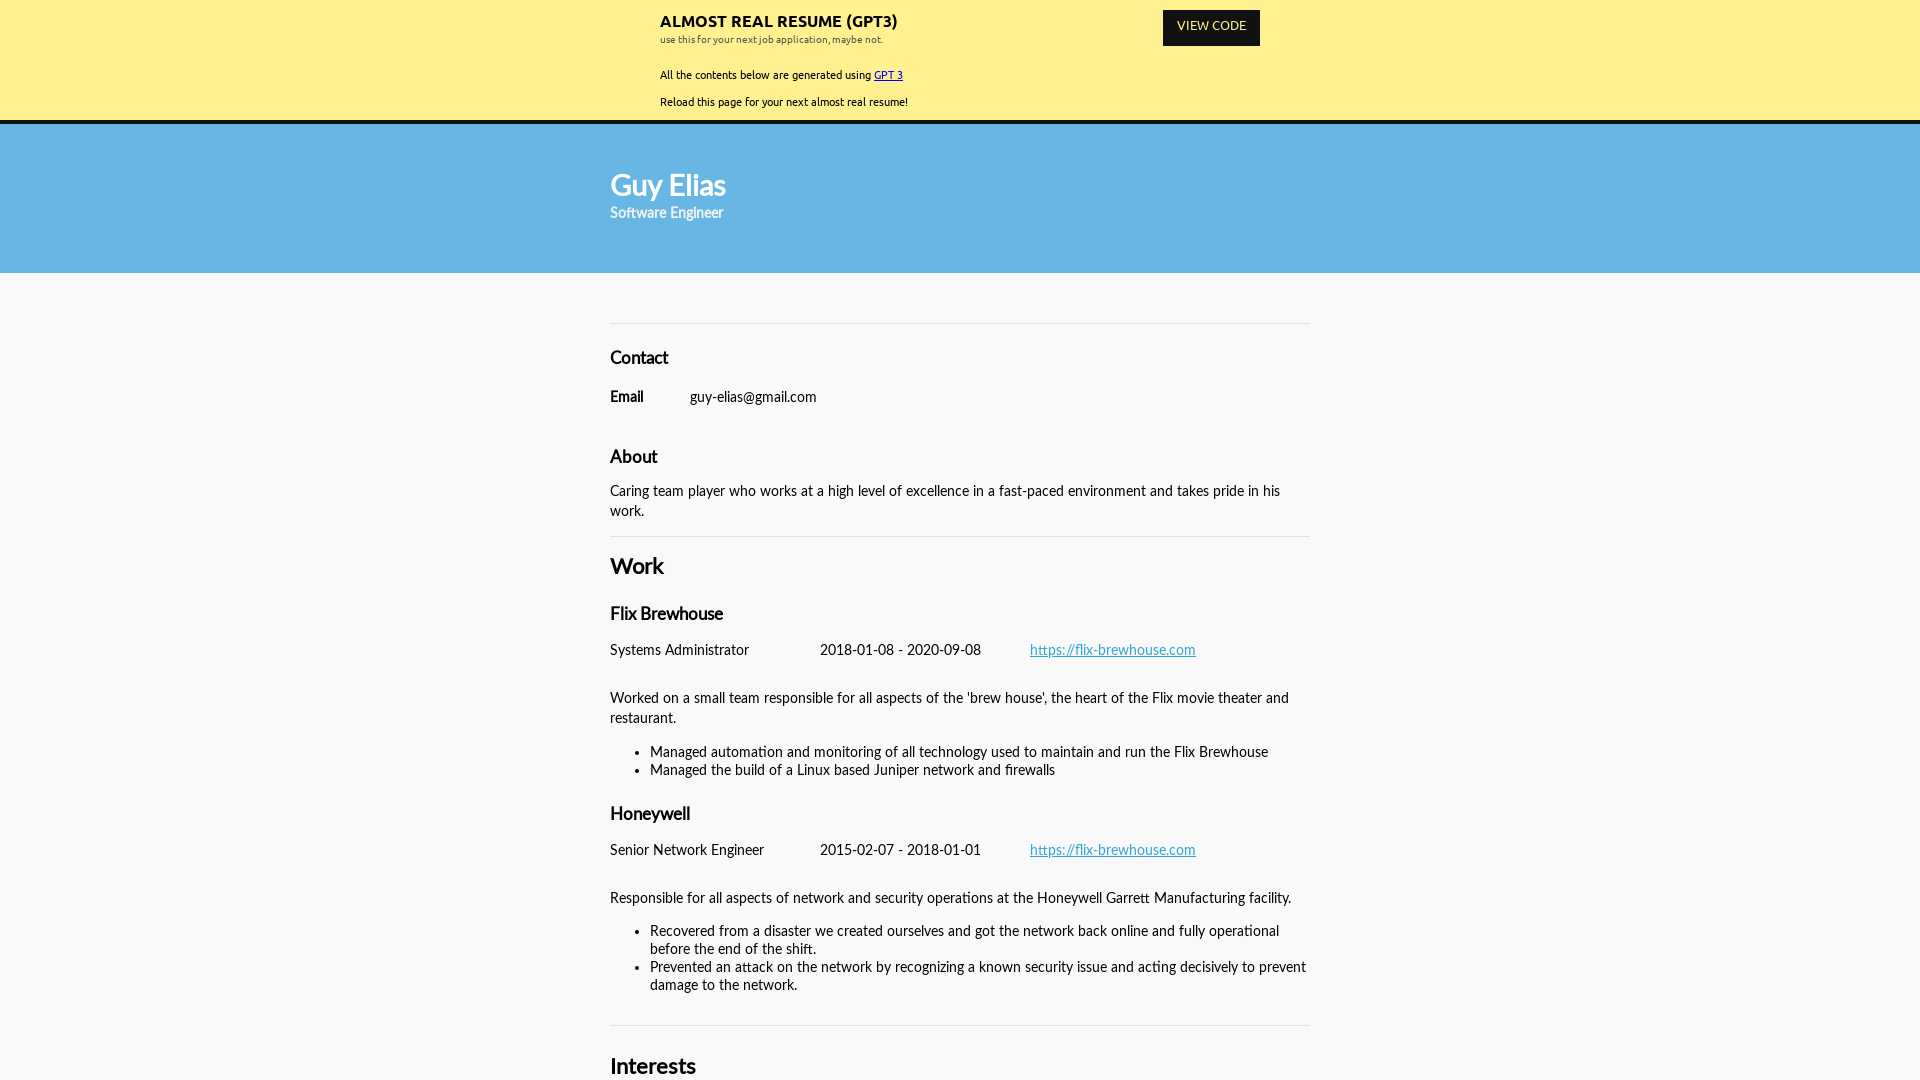 ALMOST REAL RESUME (GPT3)
VIEW CODE
use this for your next job application, maybe not.
All the contents below are generated using GPT 3
Reload this page for your next almost real resume!
Guy Elias
Software Engineer
Contact
Email guy-elias@gmail.com
About
Caring team player who works at a high level of excellence in a fast-paced environment and takes pride in his
work.
Work
Flix Brewhouse
Systems Administrator 2018-01-08 - 2020-09-08 https://flix-brewhouse.com
Worked on a small team responsible for all aspects of the 'brew house', the heart of the Flix movie theater and
restaurant.
• Managed automation and monitoring of all technology used to maintain and run the Flix Brewhouse
• Managed the build of a Linux based Juniper network and firewalls
Honeywell
Senior Network Engineer 2015-02-07 - 2018-01-01 https://flix-brewhouse.com
Responsible for all aspects of network and security operations at the Honeywell Garrett Manufacturing facility.
• Recovered from a disaster we created ourselves and got the network back online and fully operational
before the end of the shift.
• Prevented an attack on the network by recognizing a known security issue and acting decisively to prevent
damage to the network.
Interests